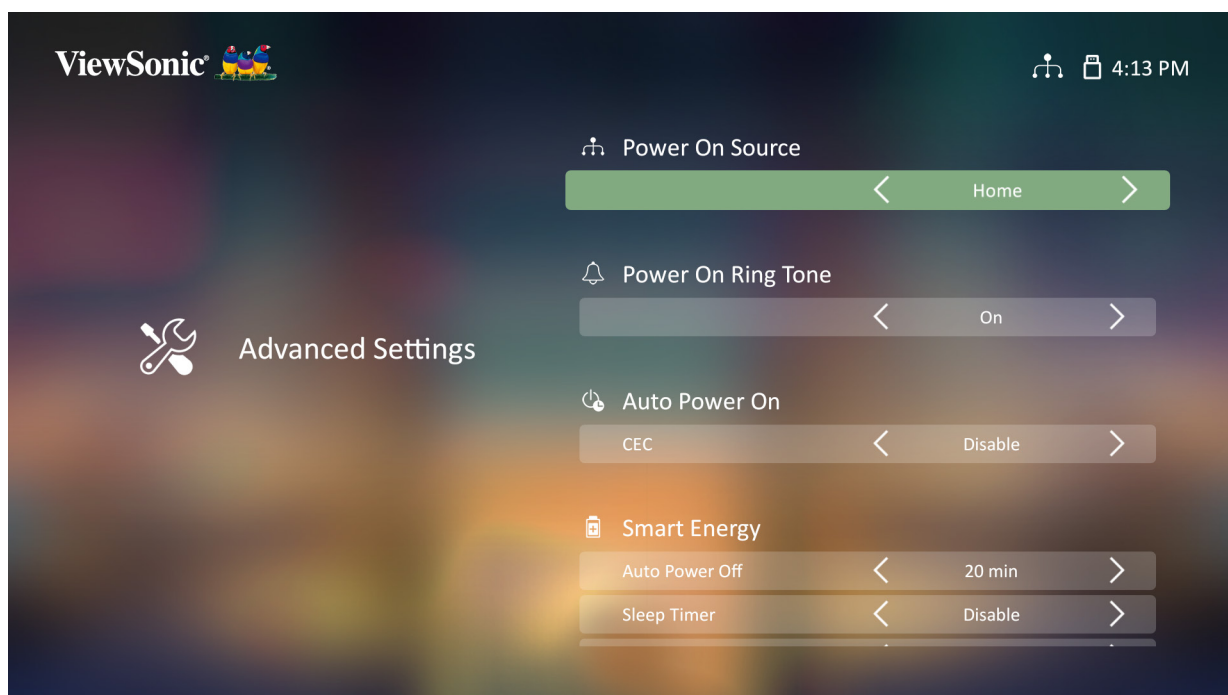 ViewSonic®
4:13 PM
Power On Source
Home
Power On Ring Tone
On
Advanced Settings
Auto Power On
CEC Disable
Smart Energy
Auto Power Off 20 min
Sleep Timer Disable